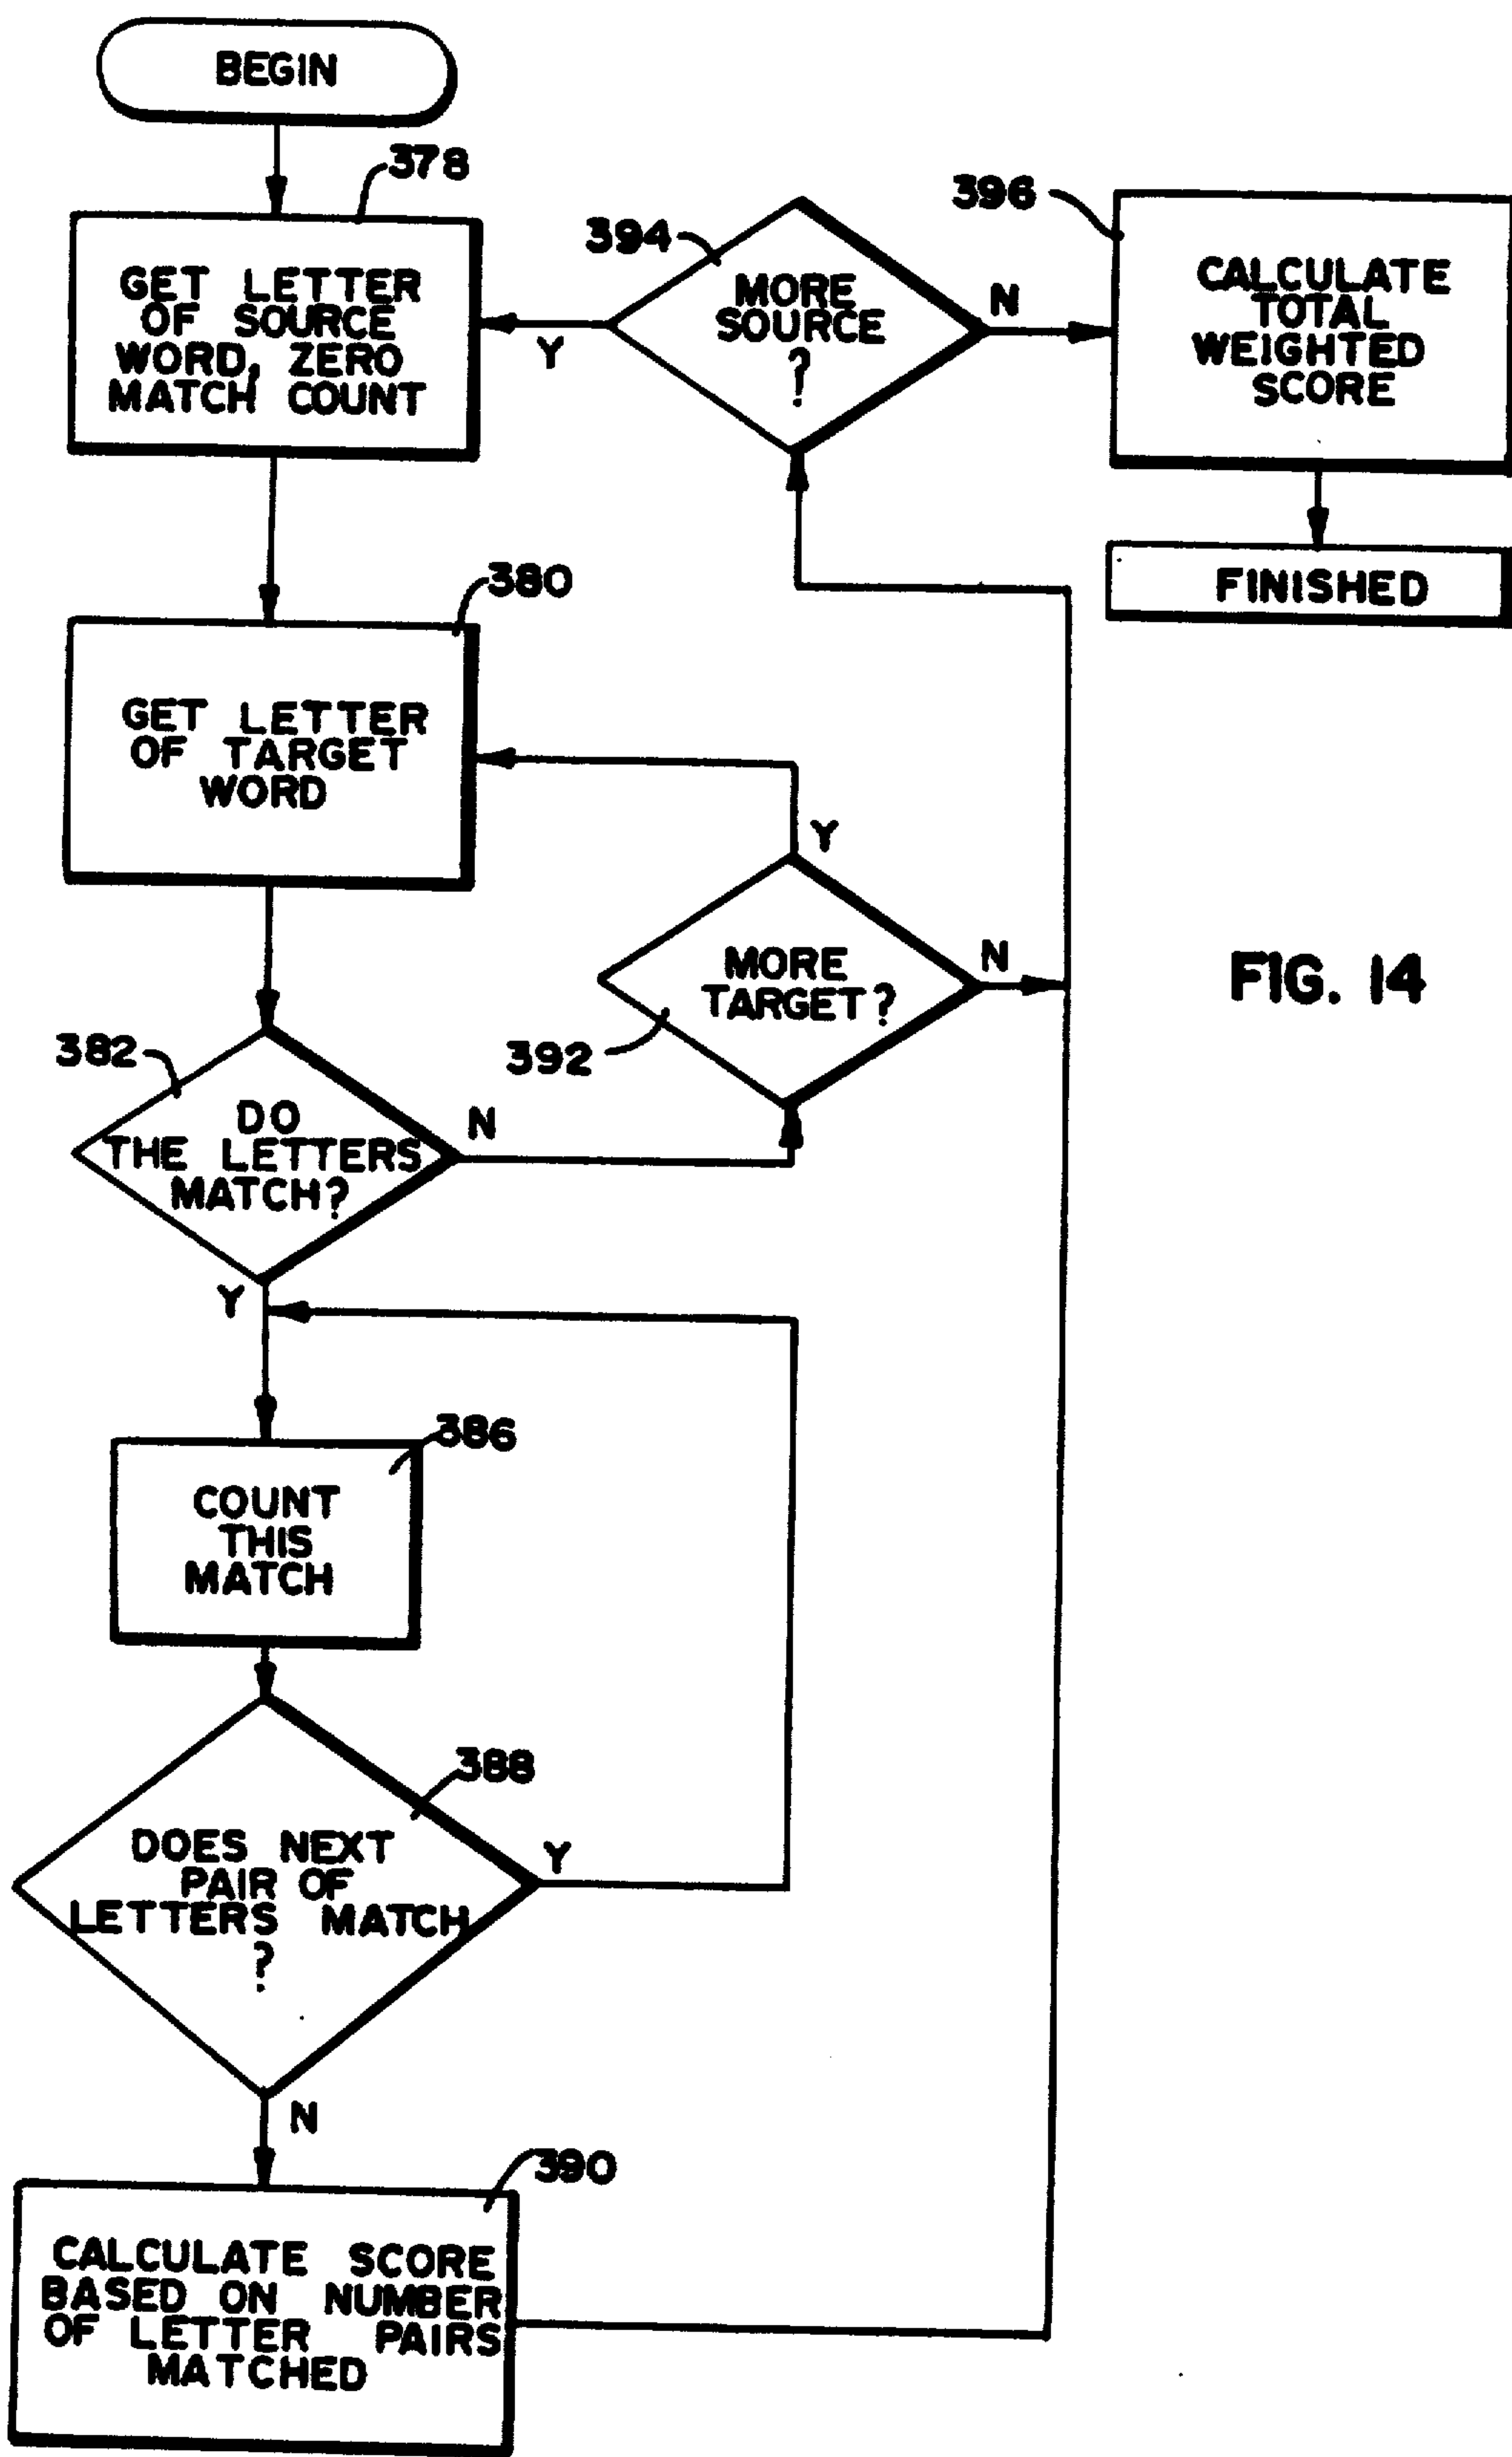 BEGIN
378
GET LETTER
OF SOURCE
WORD, ZERO
MATCH COUNT
394
MORE
SOURCE
?
Y
N
396
CALCULATE
TOTAL
WEIGHTED
SCORE
FINISHED
380
GET LETTER
OF TARGET
WORD
Y
MORE
TARGET?
N
392
FIG. 14
382
DO
THE LETTERS
MATCH?
N
Y
386
COUNT
THIS
MATCH
388
DOES NEXT
PAIR OF
LETTERS MATCH
?
Y
N
390
CALCULATE SCORE
BASED ON NUMBER
OF LETTER PAIRS
MATCHED